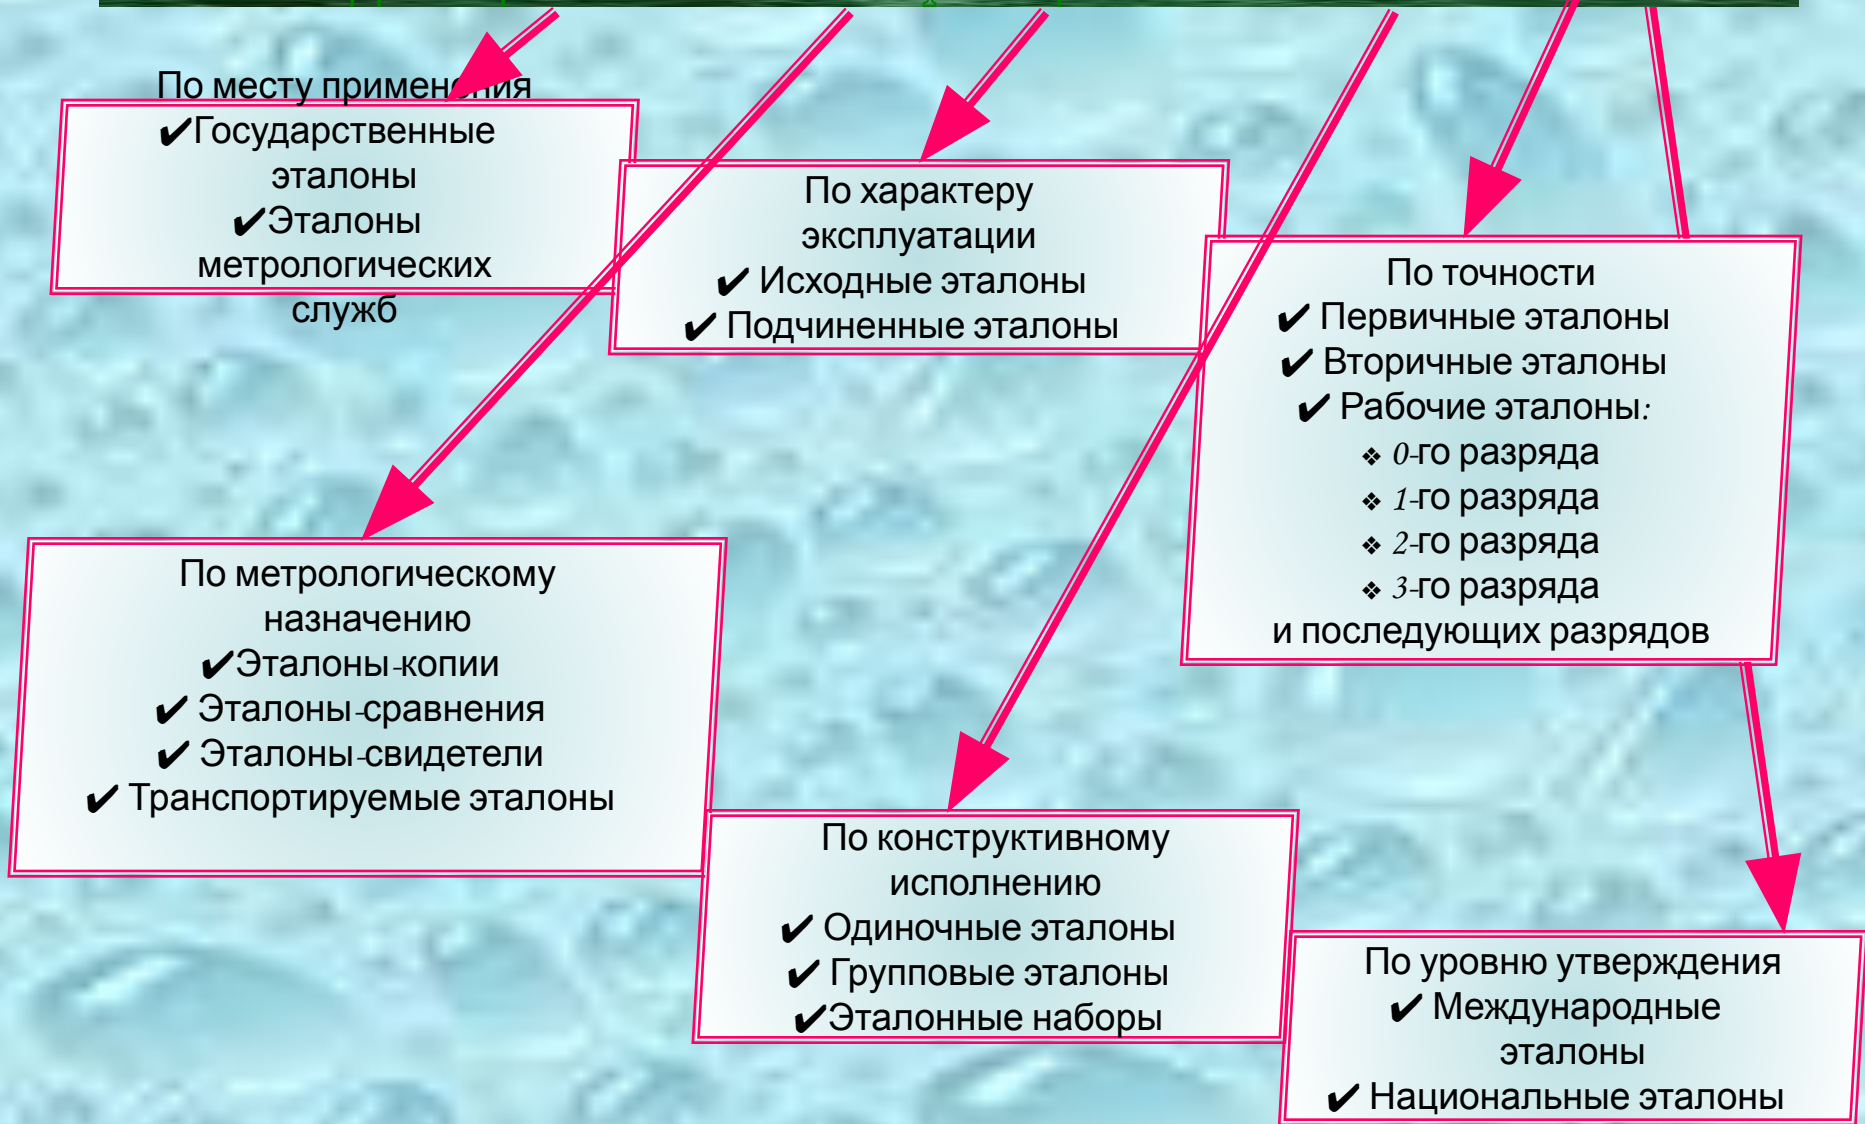 По месту применения
✔Государственные
эталоны
✔Эталоны
метрологических
служб
По характеру
эксплуатации
✔ Исходные эталоны
✔ Подчиненные эталоны
По точности
✔ Первичные эталоны
✔ Вторичные эталоны
✔ Рабочие эталоны:
❖ 0-го разряда
❖ 1-го разряда
❖ 2-го разряда
❖ 3-го разряда
и последующих разрядов
По метрологическому
назначению
✔Эталоны-копии
✔ Эталоны-сравнения
✔ Эталоны-свидетели
✔ Транспортируемые эталоны
По конструктивному
исполнению
✔ Одиночные эталоны
✔ Групповые эталоны
✔Эталонные наборы
По уровню утверждения
✔ Международные
эталоны
✔ Национальные эталоны